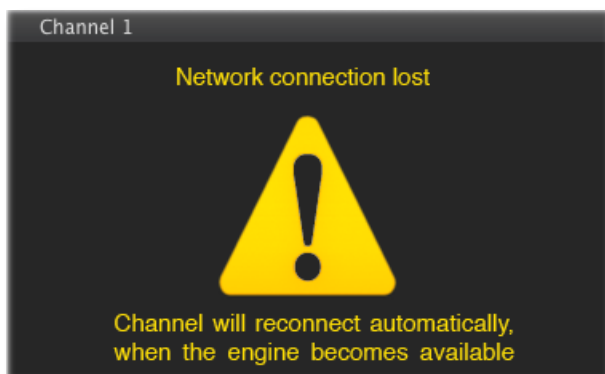 Channel 1
Network connection lost
Channel will reconnect automatically,
when the engine becomes available